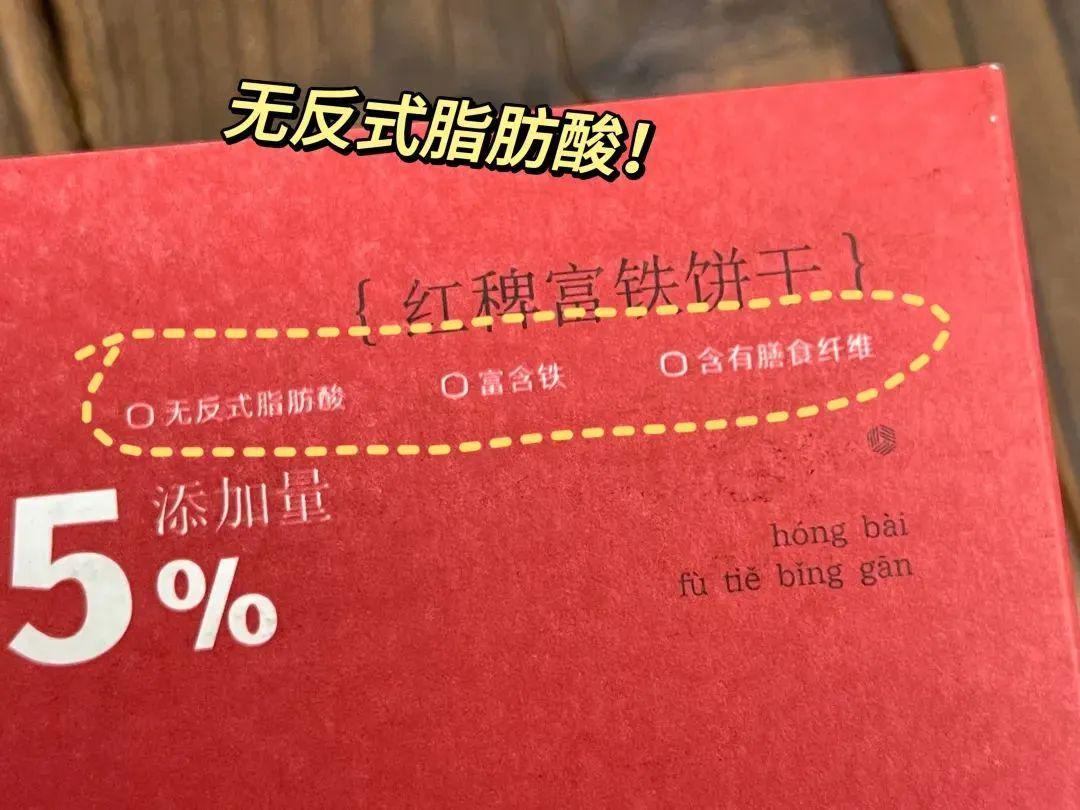 无反式脂肪酸！
{ 红稗富铁饼干 }
无反式脂肪酸 富含铁 含有膳食纤维
5%
添加量
hóng bài
fù tiě bǐng gān